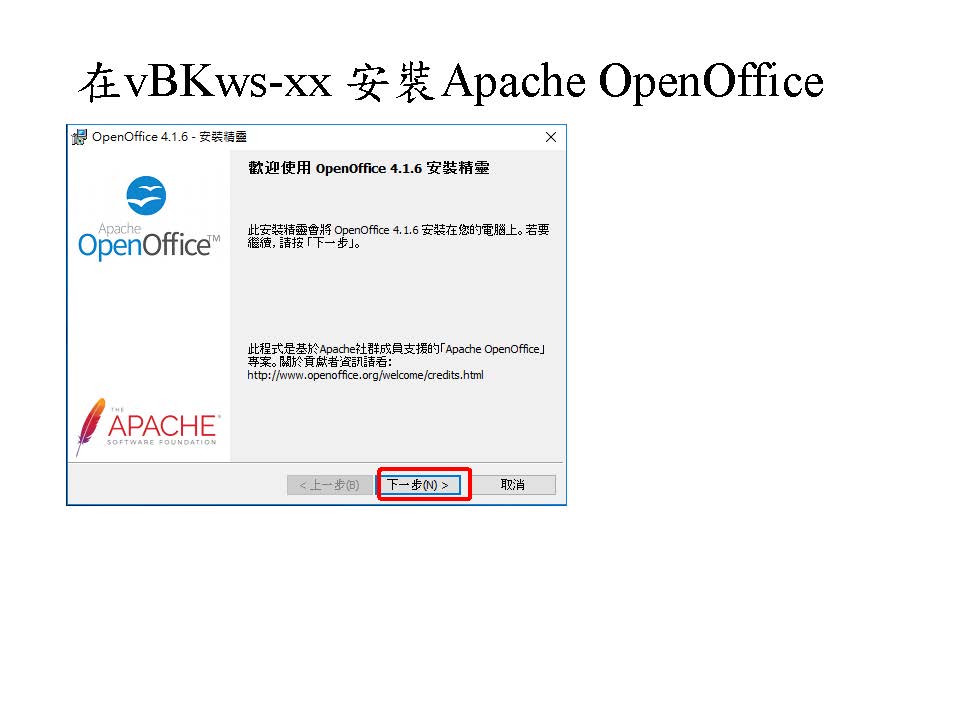 在vBKws-xx 安裝Apache OpenOffice
OpenOffice 4.1.6 - 安裝精靈
歡迎使用 OpenOffice 4.1.6 安裝精靈
Apache
OpenOffice™
此安裝精靈會將 OpenOffice 4.1.6 安裝在您的電腦上。若要
繼續，請按「下一步」。
此程式是基於Apache社群成員支援的「Apache OpenOffice」
專案。關於貢獻者資訊請看：
http://www.openoffice.org/welcome/credits.html
THE
APACHE®
SOFTWARE FOUNDATION
< 上一步(B)
下一步(N) >
取消